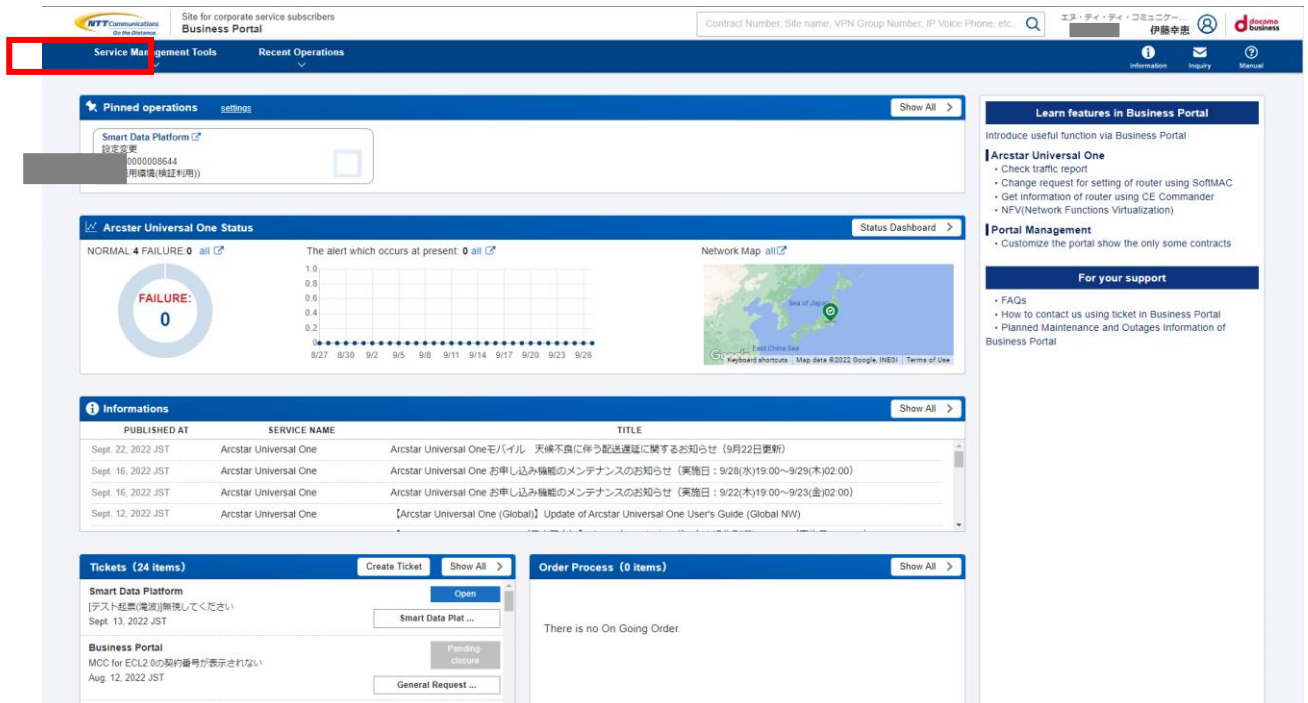 NTT Communications
Go the Distance.
Site for corporate service subscribers
Business Portal
Contract Number, Site name, VPN Group Number, IP Voice Phone, etc.
エヌ・ティ・ティ・コミュニケー...
伊藤幸恵
docomo business
Service Management Tools
Recent Operations
Information
Inquiry
Manual
Pinned operations settings
Show All
Smart Data Platform
設定変更
0000008644
用環境(検証利用))
Arcster Universal One Status
Status Dashboard
NORMAL:4 FAILURE:0 all
The alert which occurs at present: 0 all
Network Map all
FAILURE:
0
1.0
0.8
0.6
0.4
0.2
0
8/27 8/30 9/2 9/5 9/8 9/11 9/14 9/17 9/20 9/23 9/26
Sea of Japan
East China Sea
Google
Keyboard shortcuts Map data ©2022 Google, INEGI Terms of Use
Informations
Show All
PUBLISHED AT SERVICE NAME TITLE
Sept. 22, 2022 JST Arcstar Universal One Arcstar Universal Oneモバイル 天候不良に伴う配送遅延に関するお知らせ（9月22日更新）
Sept. 16, 2022 JST Arcstar Universal One Arcstar Universal One お申し込み機能のメンテナンスのお知らせ（実施日：9/28(水)19:00～9/29(木)02:00）
Sept. 16, 2022 JST Arcstar Universal One Arcstar Universal One お申し込み機能のメンテナンスのお知らせ（実施日：9/22(木)19:00～9/23(金)02:00）
Sept. 12, 2022 JST Arcstar Universal One 【Arcstar Universal One (Global)】Update of Arcstar Universal One User's Guide (Global NW)
Tickets（24 items）
Create Ticket
Show All
Smart Data Platform
Open
[テスト起票(滝波)]無視してください
Sept. 13, 2022 JST
Smart Data Plat ...
Business Portal
Pending-closure
MCC for ECL2.0の契約番号が表示されない
Aug. 12, 2022 JST
General Request ...
Order Process（0 items）
Show All
There is no On Going Order.
Learn features in Business Portal
Introduce useful function via Business Portal
Arcstar Universal One
・Check traffic report
・Change request for setting of router using SoftMAC
・Get information of router using CE Commander
・NFV(Network Functions Virtualization)
Portal Management
・Customize the portal show the only some contracts
For your support
・FAQs
・How to contact us using ticket in Business Portal
・Planned Maintenance and Outages Information of
Business Portal